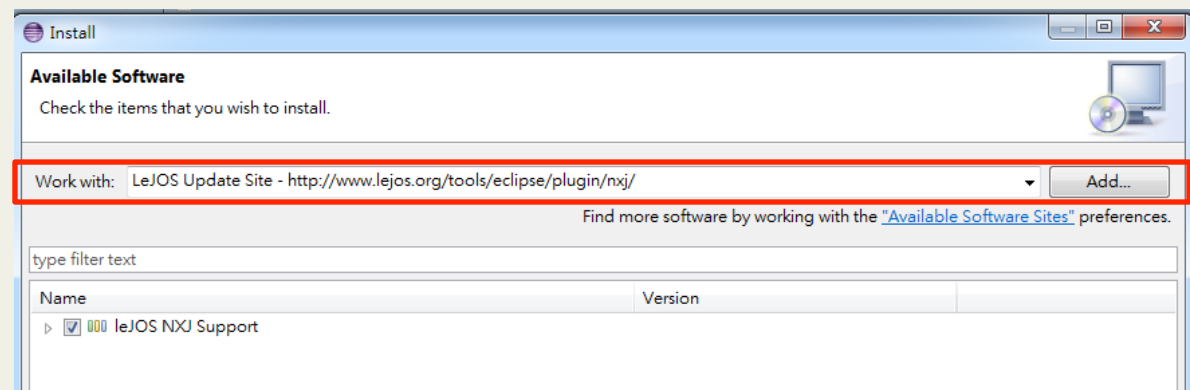 Install
Available Software
Check the items that you wish to install.
Work with: LeJOS Update Site - http://www.lejos.org/tools/eclipse/plugin/nxj/ Add...
Find more software by working with the "Available Software Sites" preferences.
type filter text
Name Version
leJOS NXJ Support